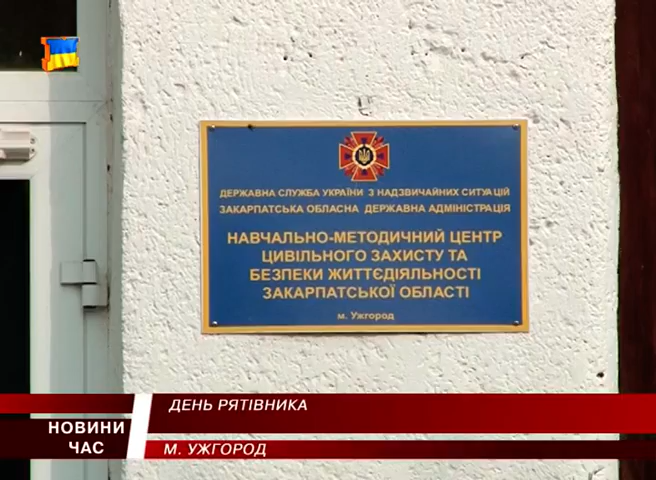 ДЕРЖАВНА СЛУЖБА УКРАЇНИ З НАДЗВИЧАЙНИХ СИТУАЦІЙ
ЗАКАРПАТСЬКА ОБЛАСНА ДЕРЖАВНА АДМІНІСТРАЦІЯ
НАВЧАЛЬНО-МЕТОДИЧНИЙ ЦЕНТР
ЦИВІЛЬНОГО ЗАХИСТУ ТА
БЕЗПЕКИ ЖИТТЄДІЯЛЬНОСТІ
ЗАКАРПАТСЬКОЇ ОБЛАСТІ
м. Ужгород
ДЕНЬ РЯТІВНИКА
НОВИНИ
ЧАС
М. УЖГОРОД